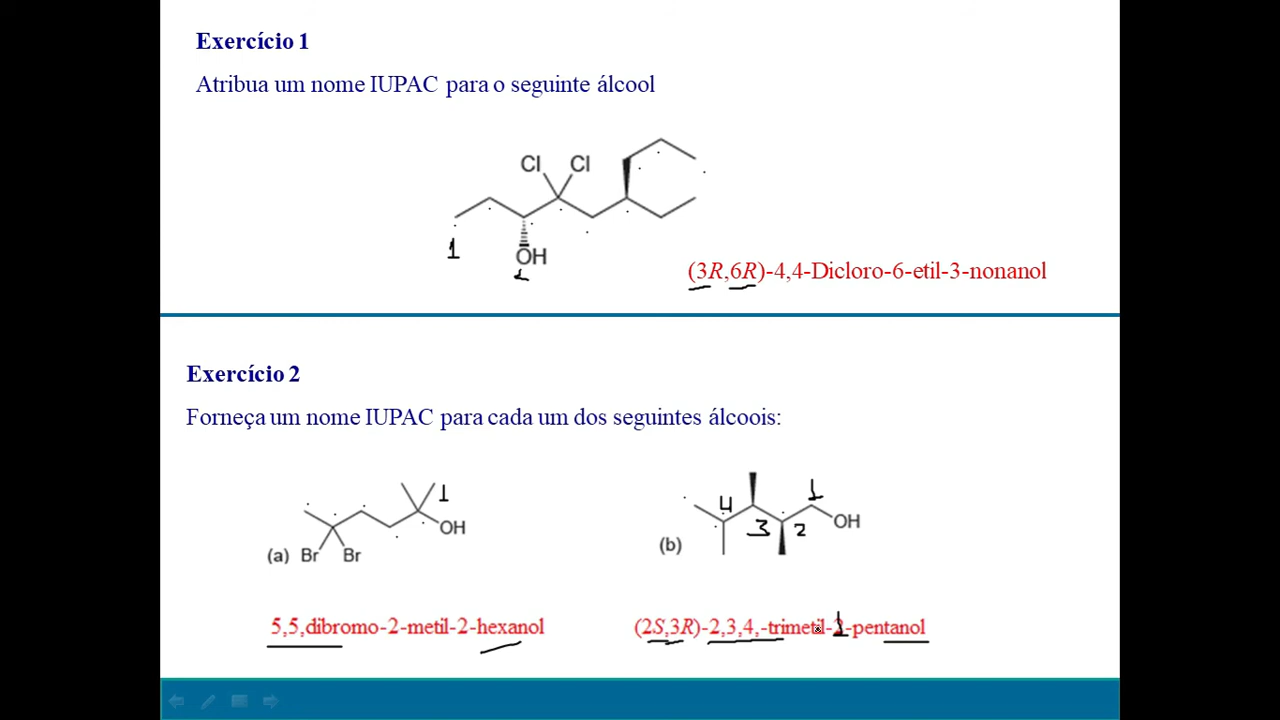 Exercício 1
Atribua um nome IUPAC para o seguinte álcool
Cl Cl
1
OH
(3R,6R)-4,4-Dicloro-6-etil-3-nonanol
Exercício 2
Forneça um nome IUPAC para cada um dos seguintes álcoois:
1
OH
(a) Br Br
1
4
3 2
OH
(b)
5,5,dibromo-2-metil-2-hexanol
(2S,3R)-2,3,4,-trimetil-1-pentanol